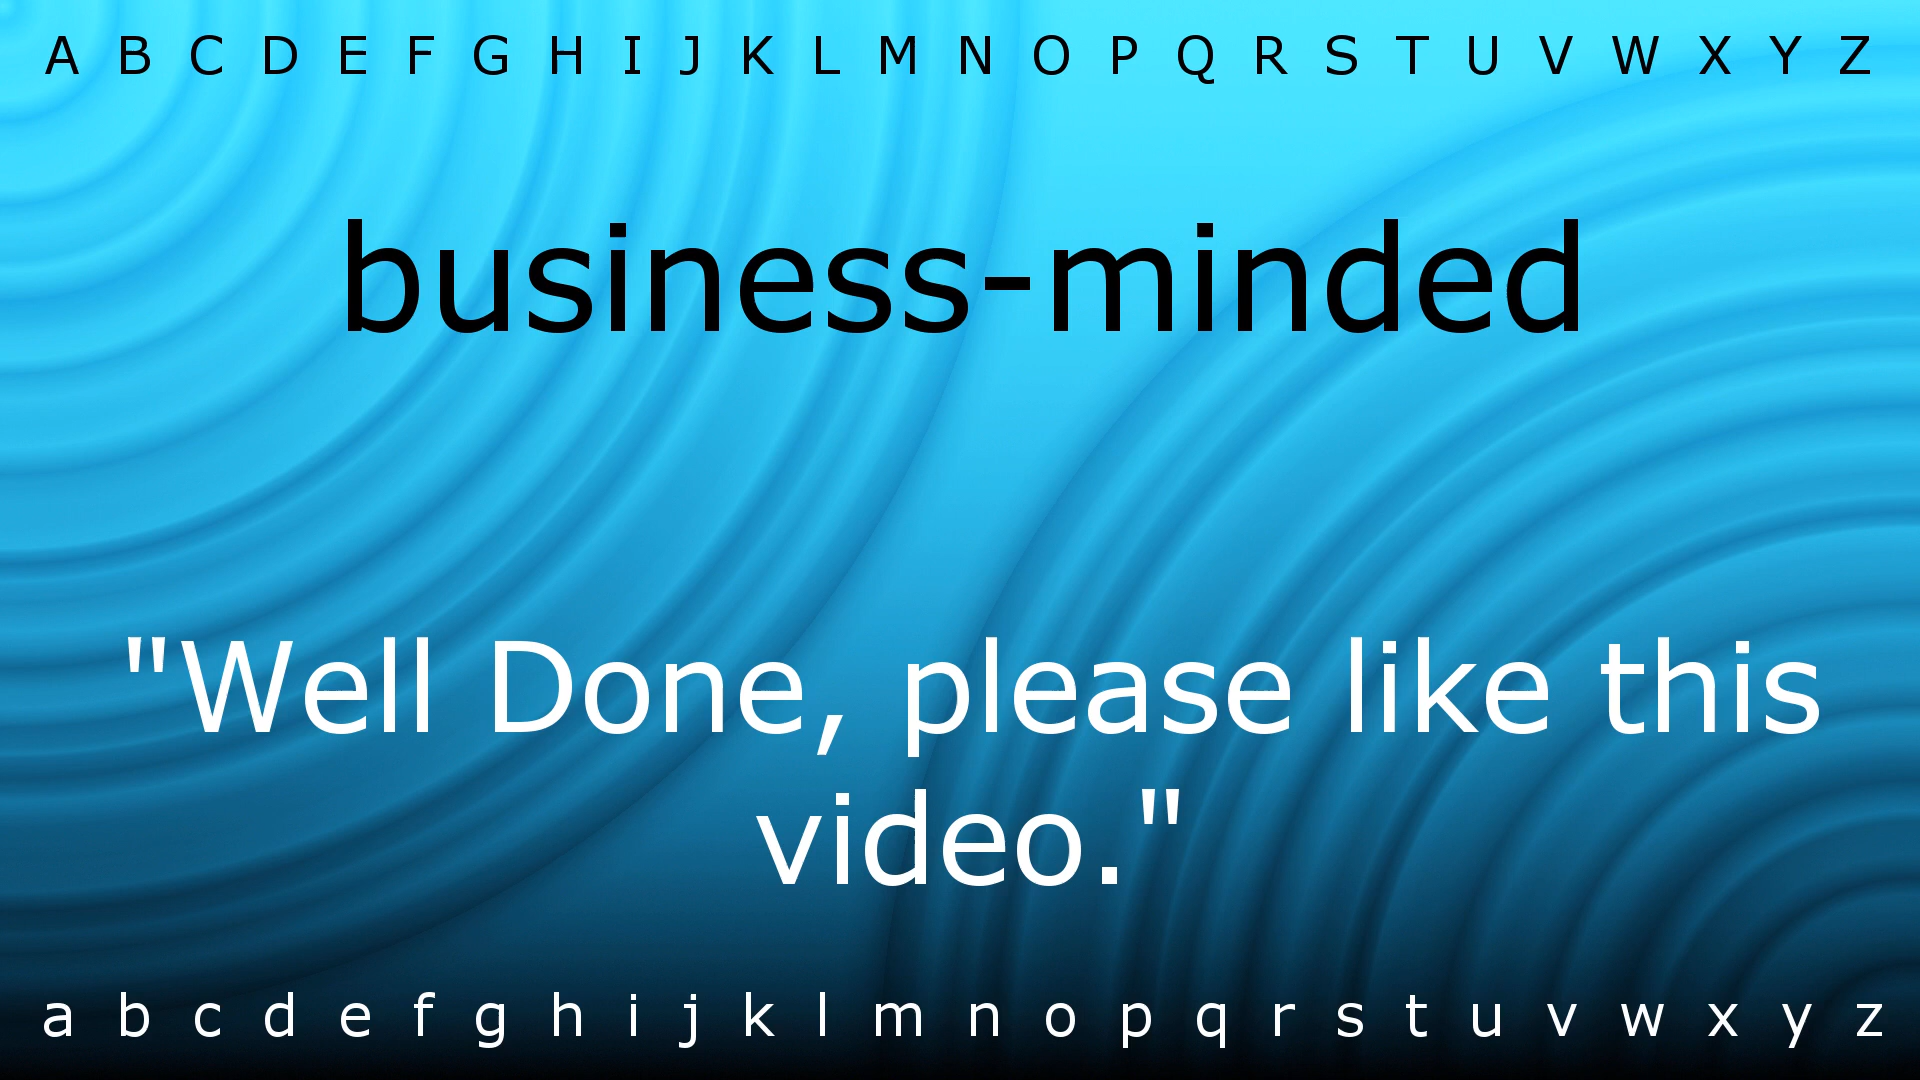 A B C D E F G H I J K L M N O P Q R S T U V W X Y Z
business-minded
"Well Done, please like this
video."
a b c d e f g h i j k l m n o p q r s t u v w x y z